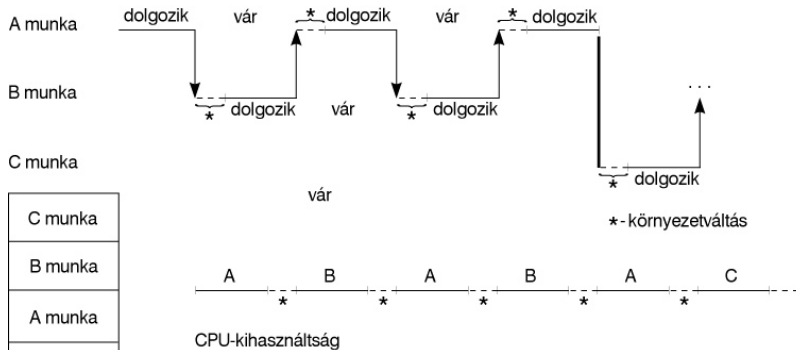 A munka dolgozik vár * dolgozik vár * dolgozik
B munka * dolgozik vár * dolgozik ...
C munka * dolgozik
vár
*-környezetváltás
C munka
B munka
A munka
A * B * A * B * A * C
CPU-kihasználtság